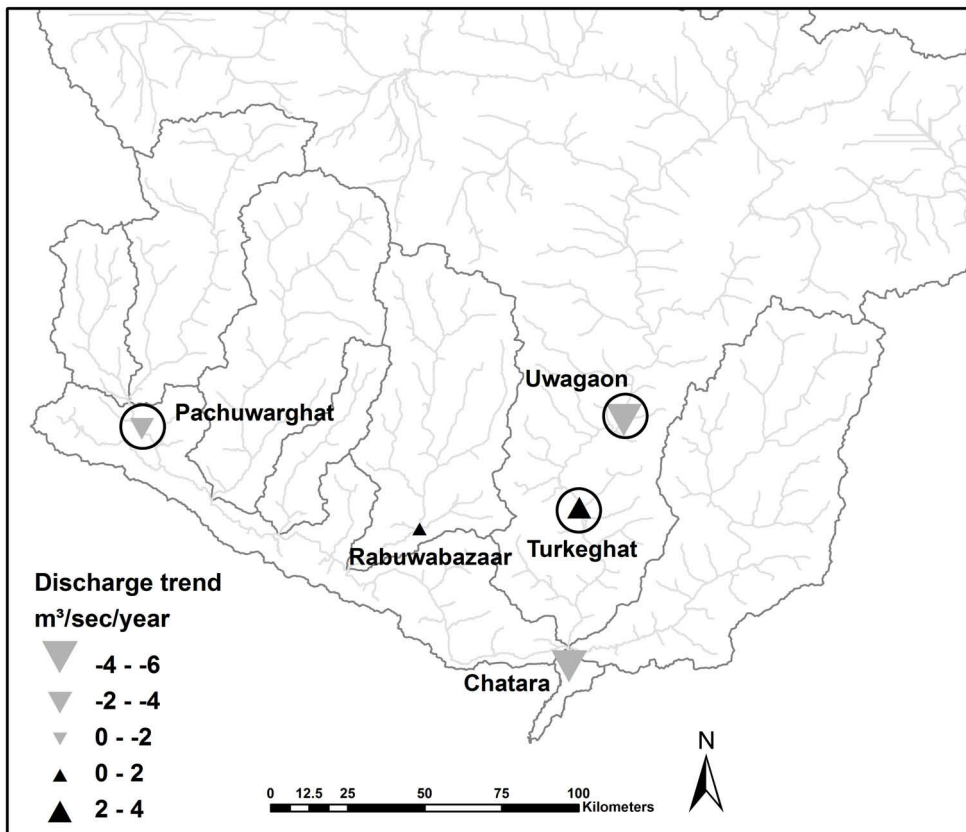 Uwagaon
Pachuwarghat
Rabuwabazaar
Turkeghat
Chatara
Discharge trend
m³/sec/year
-4 - -6
-2 - -4
0 - -2
0 - 2
2 - 4
N
0 12.5 25 50 75 100
Kilometers